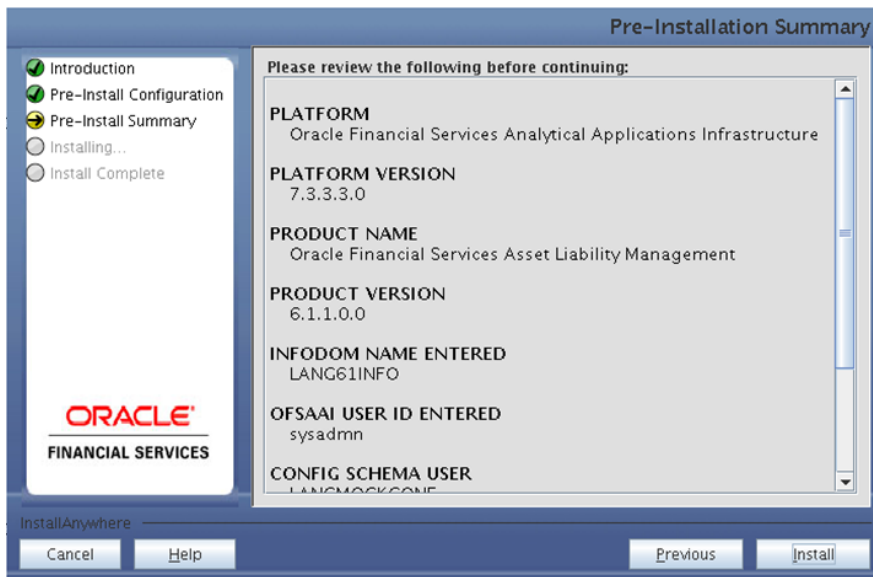 Pre-Installation Summary
Introduction
Pre-Install Configuration
Pre-Install Summary
Installing...
Install Complete
ORACLE'
FINANCIAL SERVICES
Please review the following before continuing:
PLATFORM
Oracle Financial Services Analytical Applications Infrastructure
PLATFORM VERSION
7.3.3.3.0
PRODUCT NAME
Oracle Financial Services Asset Liability Management
PRODUCT VERSION
6.1.1.0.0
INFODOM NAME ENTERED
LANG61INFO
OFSAAI USER ID ENTERED
sysadmn
CONFIG SCHEMA USER
InstallAnywhere
Cancel
Help
Previous
Install